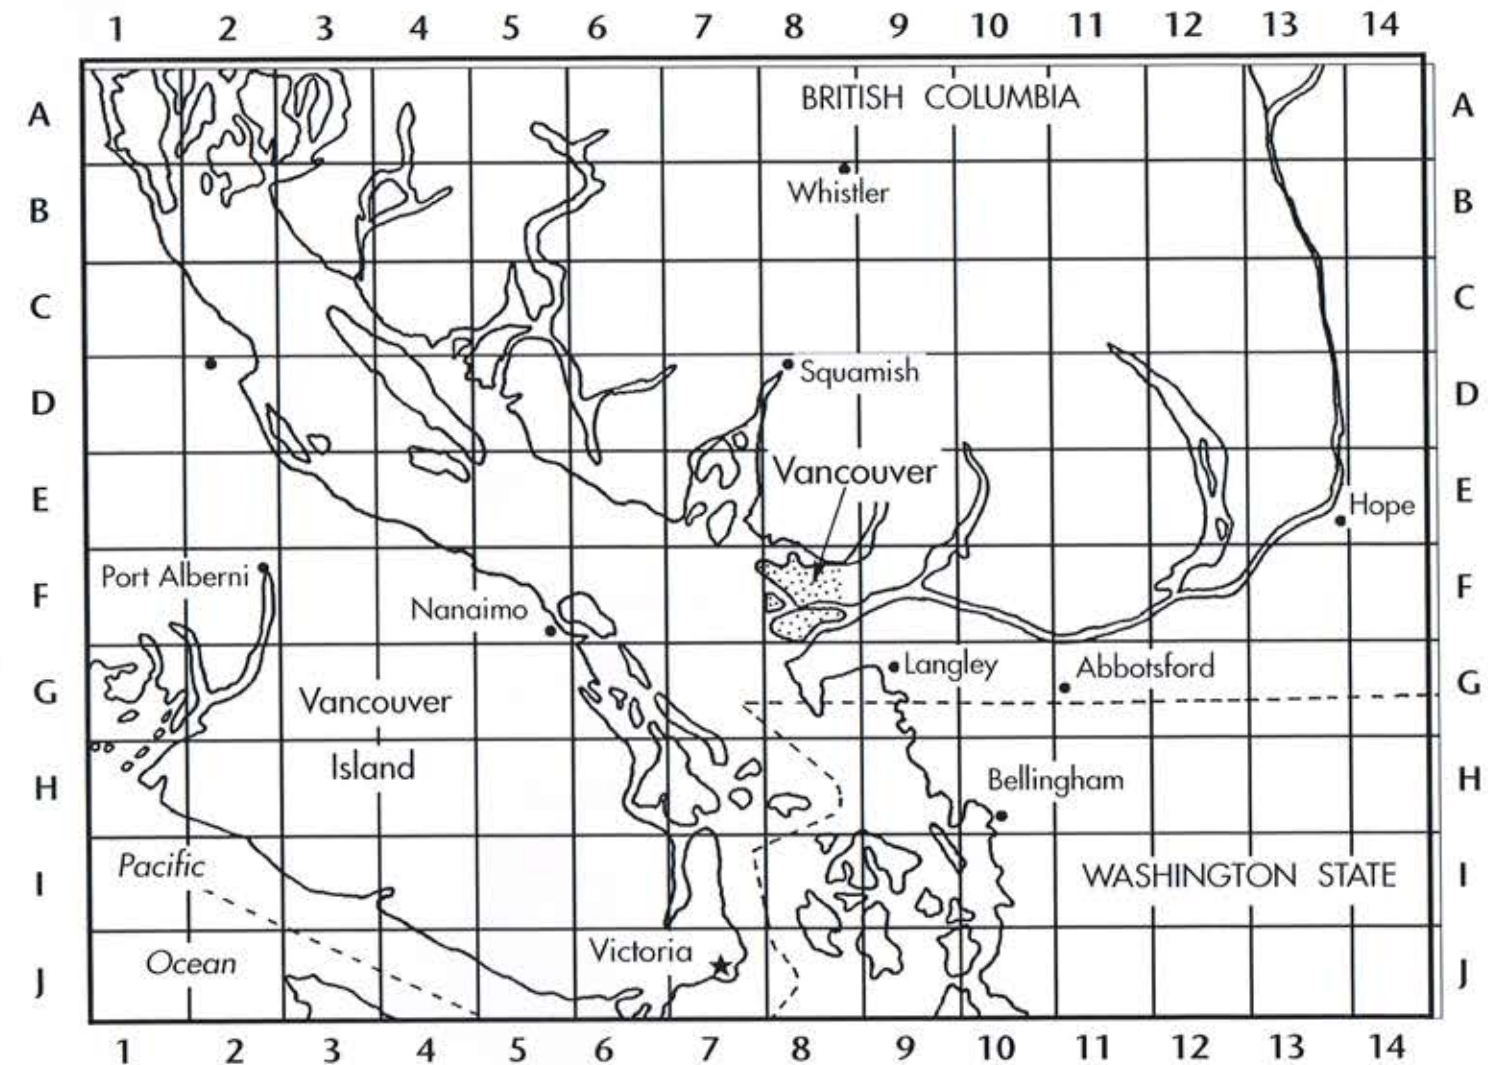 1 2 3 4 5 6 7 8 9 10 11 12 13 14
A BRITISH COLUMBIA A
B Whistler B
C C
D Squamish D
Vancouver
E Hope E
Port Alberni
F Nanaimo F
Langley Abbotsford
G Vancouver G
Island
H Bellingham H
Pacific
I WASHINGTON STATE I
Victoria
J Ocean J
1 2 3 4 5 6 7 8 9 10 11 12 13 14